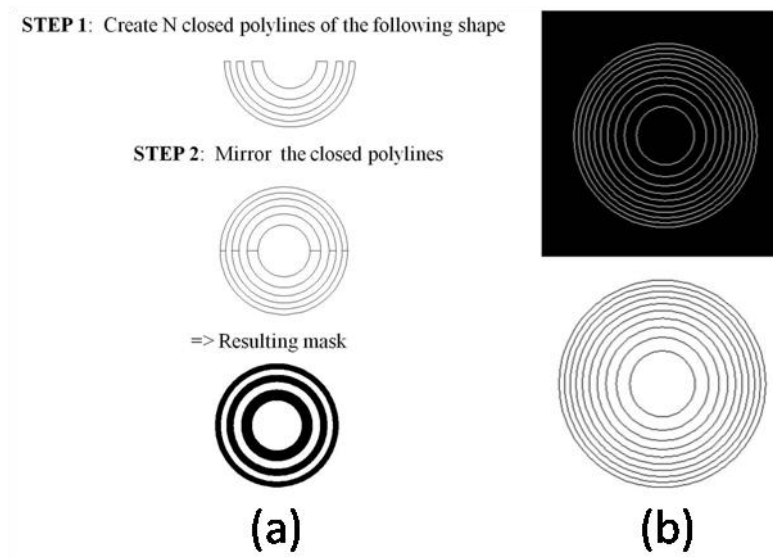 STEP 1: Create N closed polylines of the following shape
STEP 2: Mirror the closed polylines
=> Resulting mask
(a)
(b)